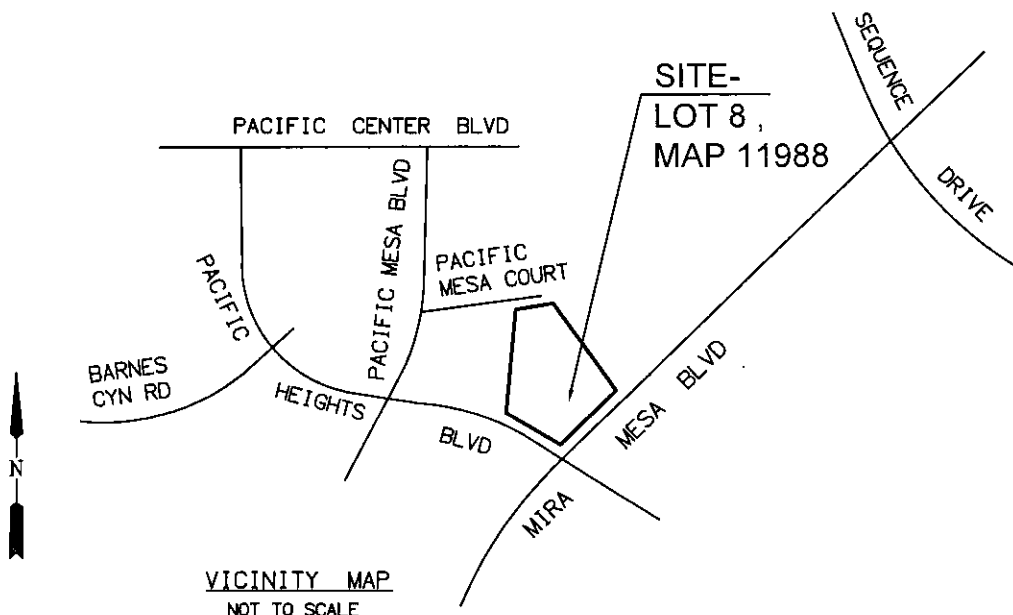 SEQUENCE
DRIVE
SITE-
LOT 8 ,
MAP 11988
PACIFIC CENTER BLVD
PACIFIC MESA BLVD
PACIFIC
MESA COURT
PACIFIC
HEIGHTS
BLVD
BARNES
CYN RD
MIRA
MESA BLVD
N
VICINITY MAP
NOT TO SCALE